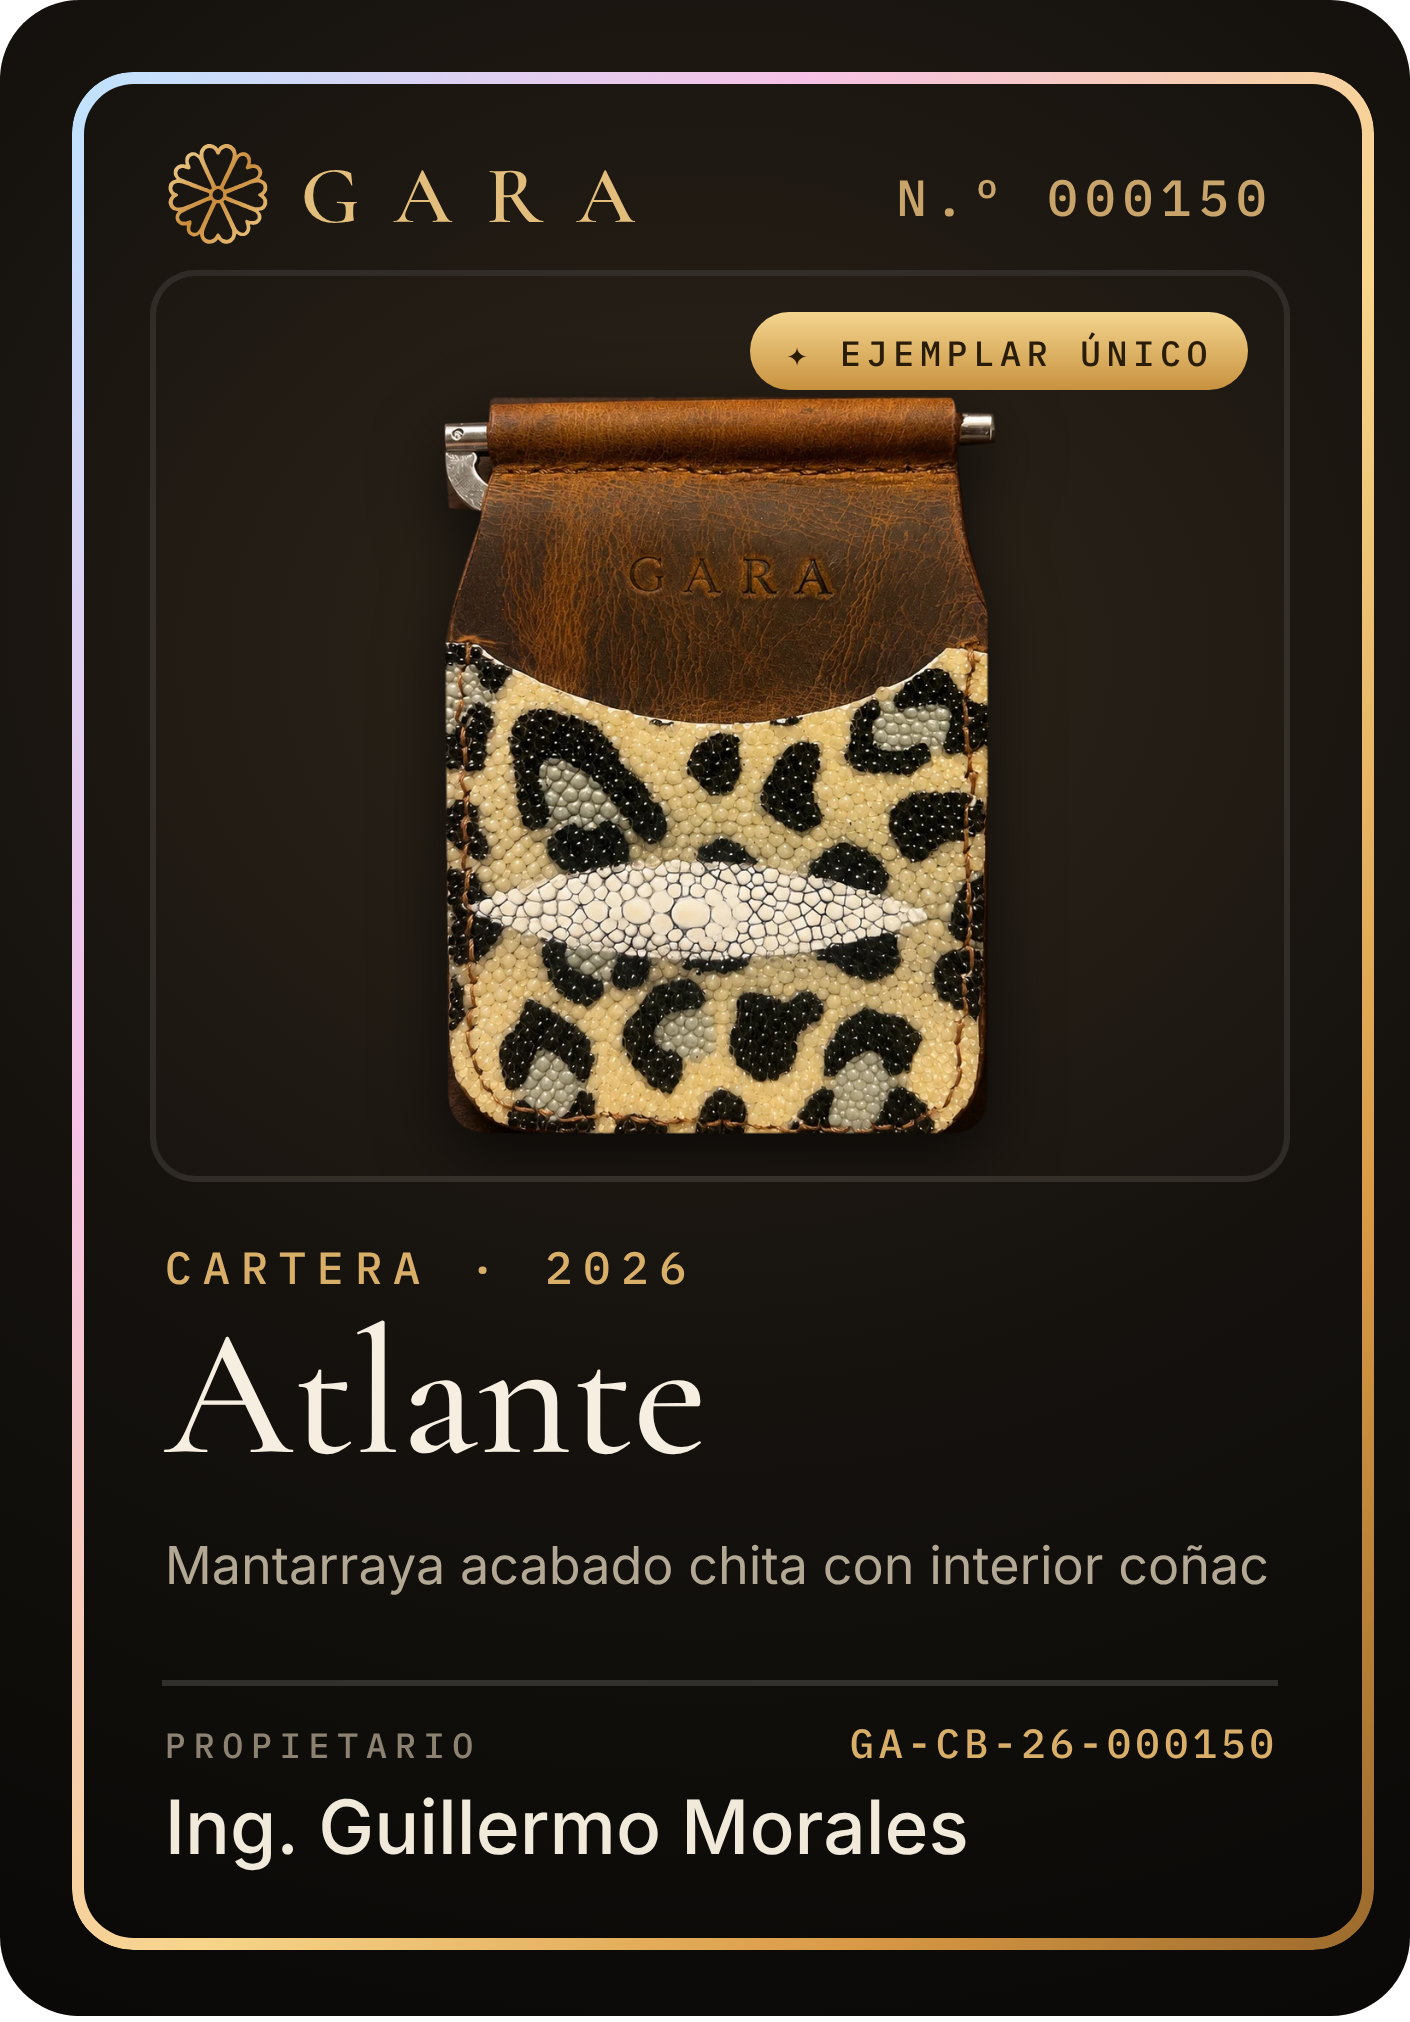 GARA
N.º 000150
✦ EJEMPLAR ÚNICO
GARA
CARTERA · 2026
Atlante
Mantarraya acabado chita con interior coñac
PROPIETARIO
GA-CB-26-000150
Ing. Guillermo Morales